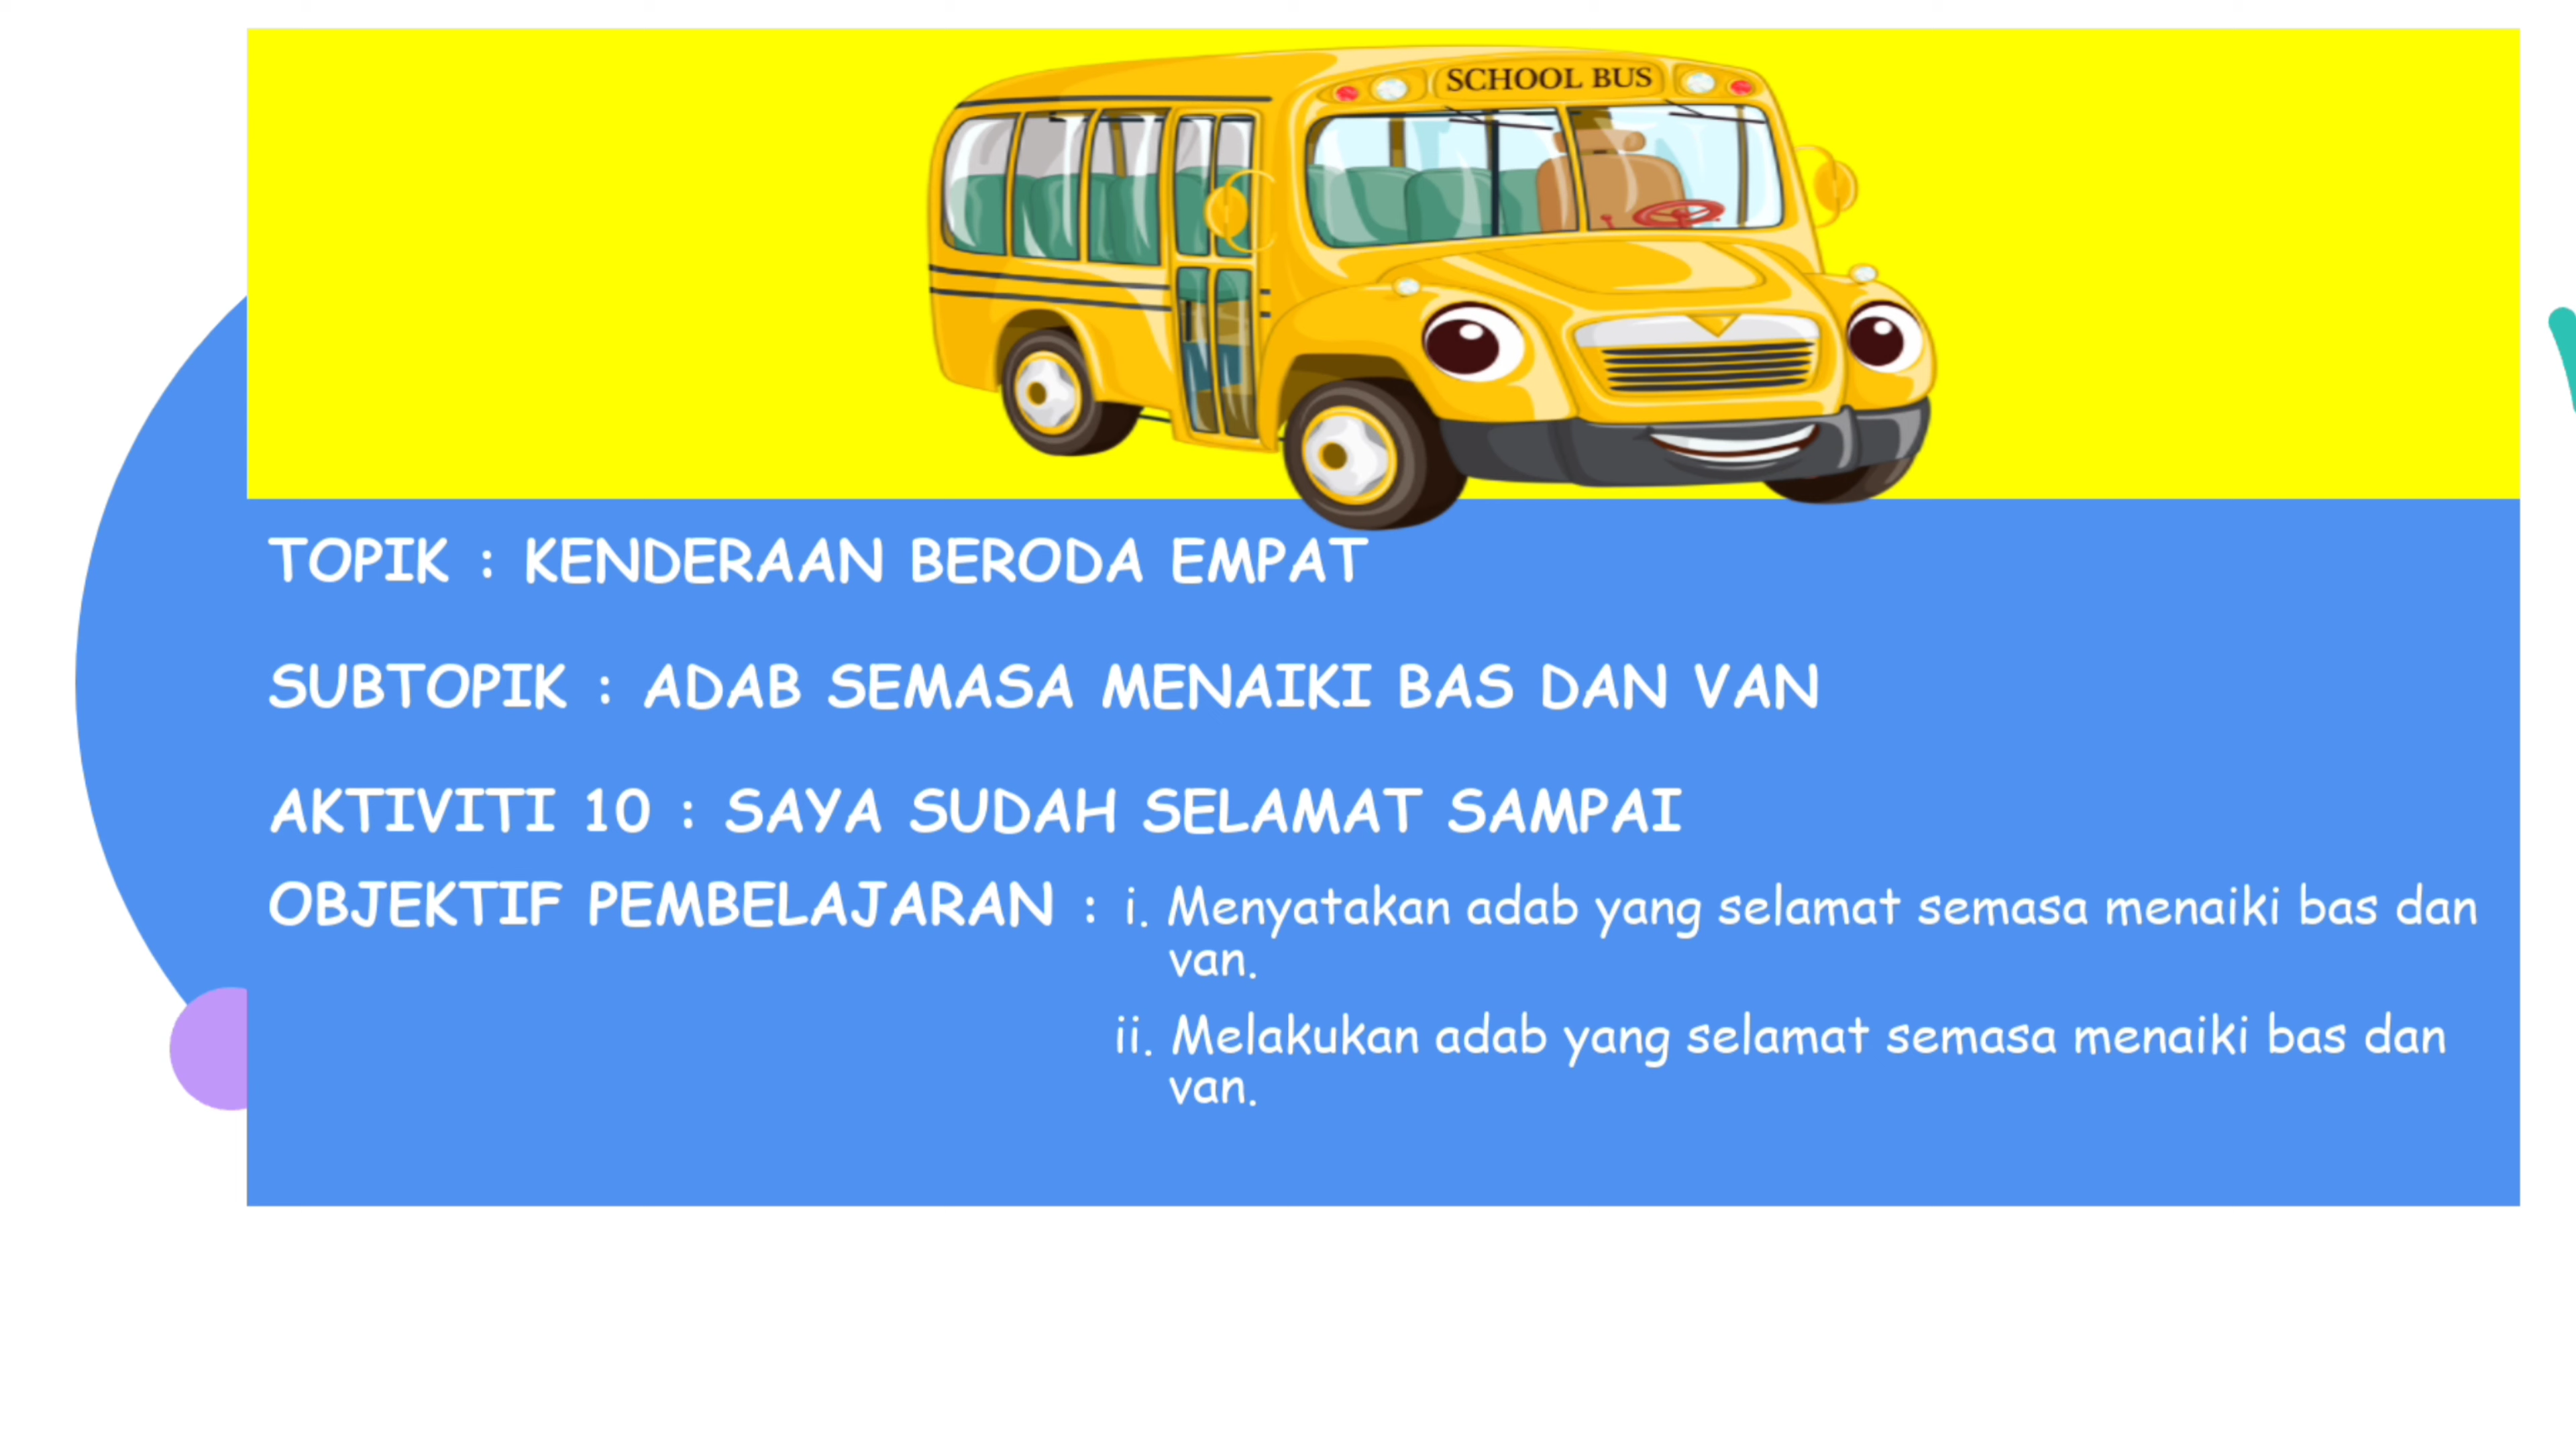 SCHOOL BUS
TOPIK : KENDERAAN BERODA EMPAT
SUBTOPIK : ADAB SEMASA MENAIKI BAS DAN VAN
AKTIVITI 10 : SAYA SUDAH SELAMAT SAMPAI
OBJEKTIF PEMBELAJARAN : i. Menyatakan adab yang selamat semasa menaiki bas dan
van.
ii. Melakukan adab yang selamat semasa menaiki bas dan
van.